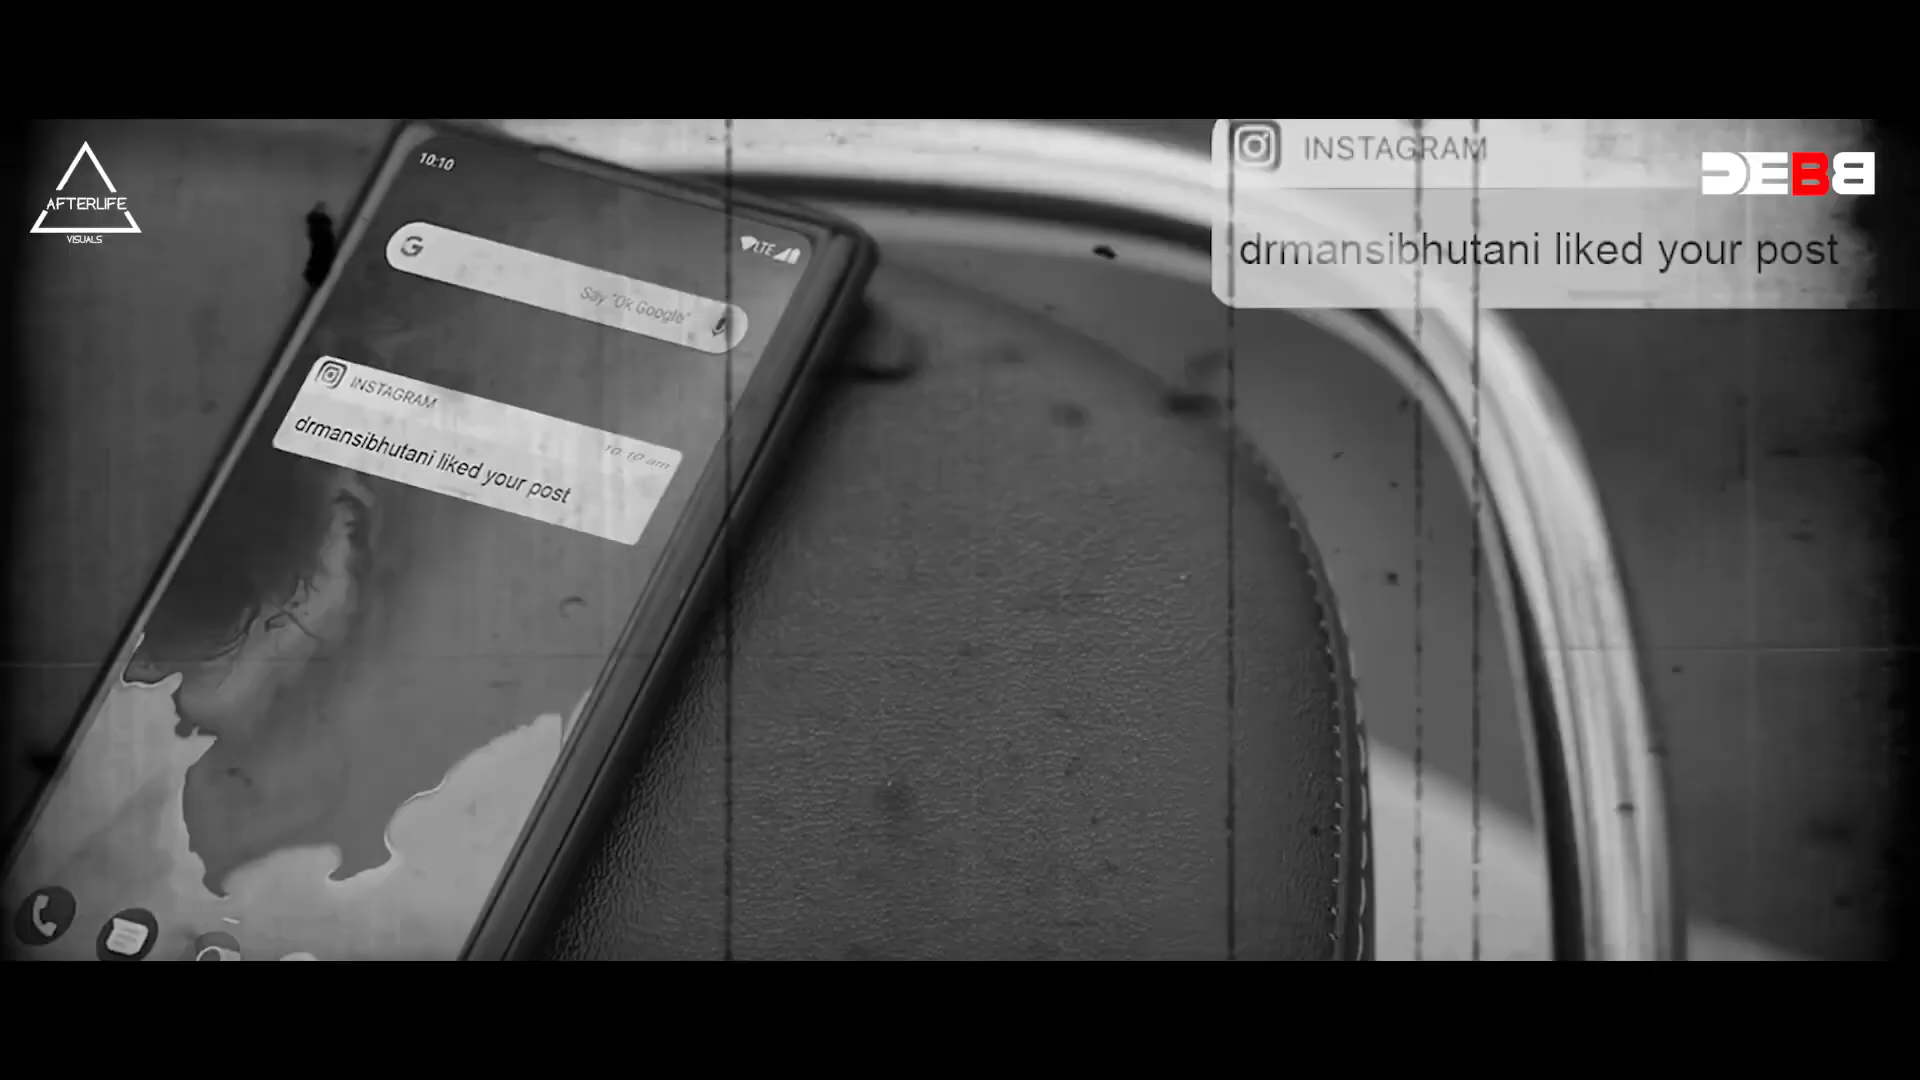 AFTERLIFE
VISUALS
10:10
LTE
G
Say "Ok Google"
INSTAGRAM
10:10 am
drmansibhutani liked your post
INSTAGRAM
drmansibhutani liked your post
DEBB